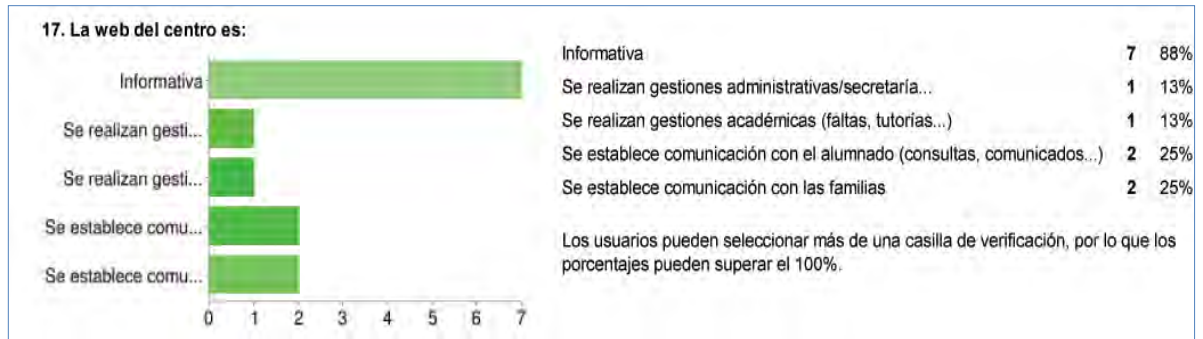 17. La web del centro es:
Informativa
Se realizan gesti...
Se realizan gesti...
Se establece comu...
Se establece comu...
0 1 2 3 4 5 6 7
Informativa 7 88%
Se realizan gestiones administrativas/secretaría... 1 13%
Se realizan gestiones académicas (faltas, tutorías...) 1 13%
Se establece comunicación con el alumnado (consultas, comunicados...) 2 25%
Se establece comunicación con las familias 2 25%
Los usuarios pueden seleccionar más de una casilla de verificación, por lo que los
porcentajes pueden superar el 100%.